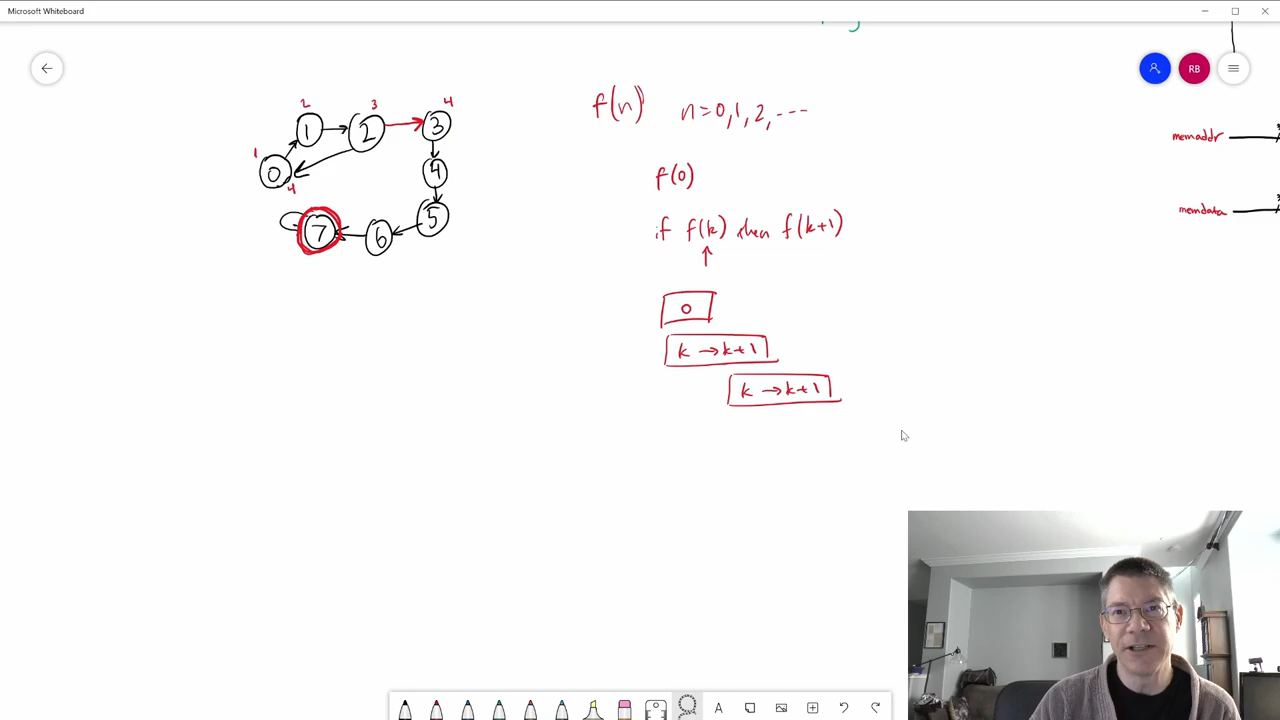 Microsoft Whiteboard
RB
f(n) n=0,1,2,---
2 3 4
1 2 3
1
0
4
4
5
7 6
f(0)
if f(k) then f(k+1)
↑
0
k → k+1
k → k+1
memaddr
memdata
A